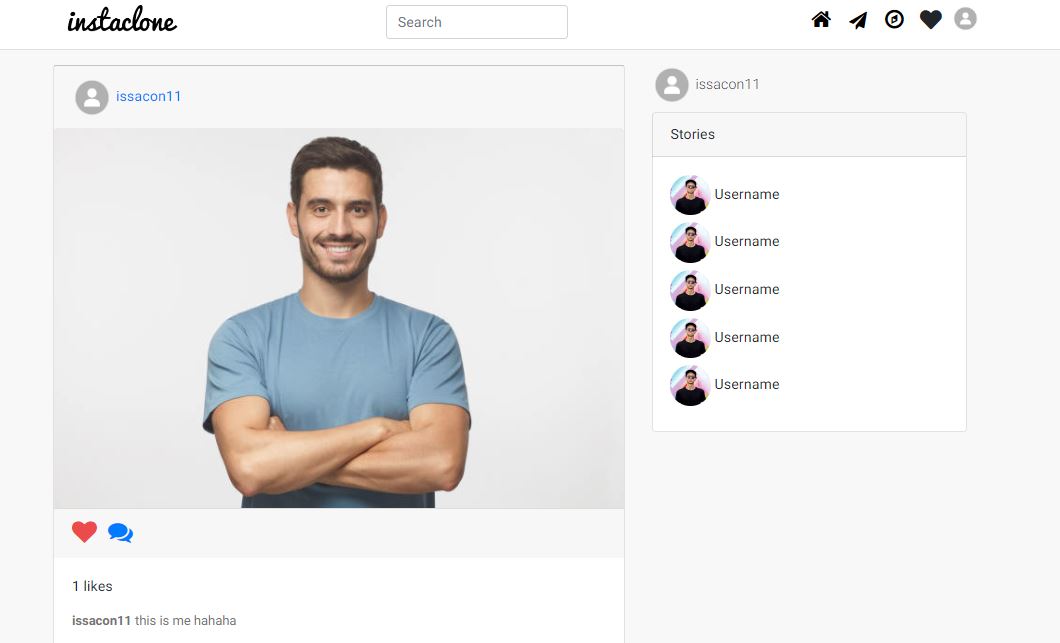 instaclone
Search
issacon11
1 likes
issacon11 this is me hahaha
issacon11
Stories
Username
Username
Username
Username
Username